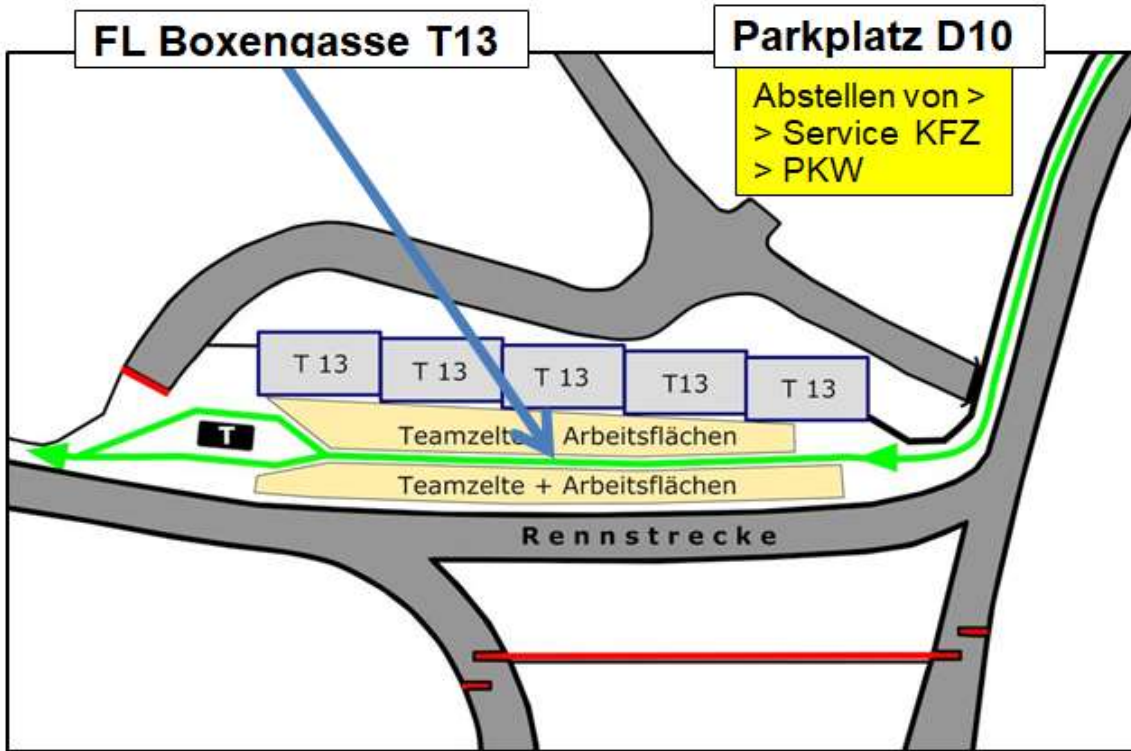 FL Boxengasse T13
Parkplatz D10
Abstellen von >
> Service KFZ
> PKW
T 13
T 13
T 13
T13
T 13
Teamzelte Arbeitsflächen
T
Teamzelte + Arbeitsflächen
Rennstrecke